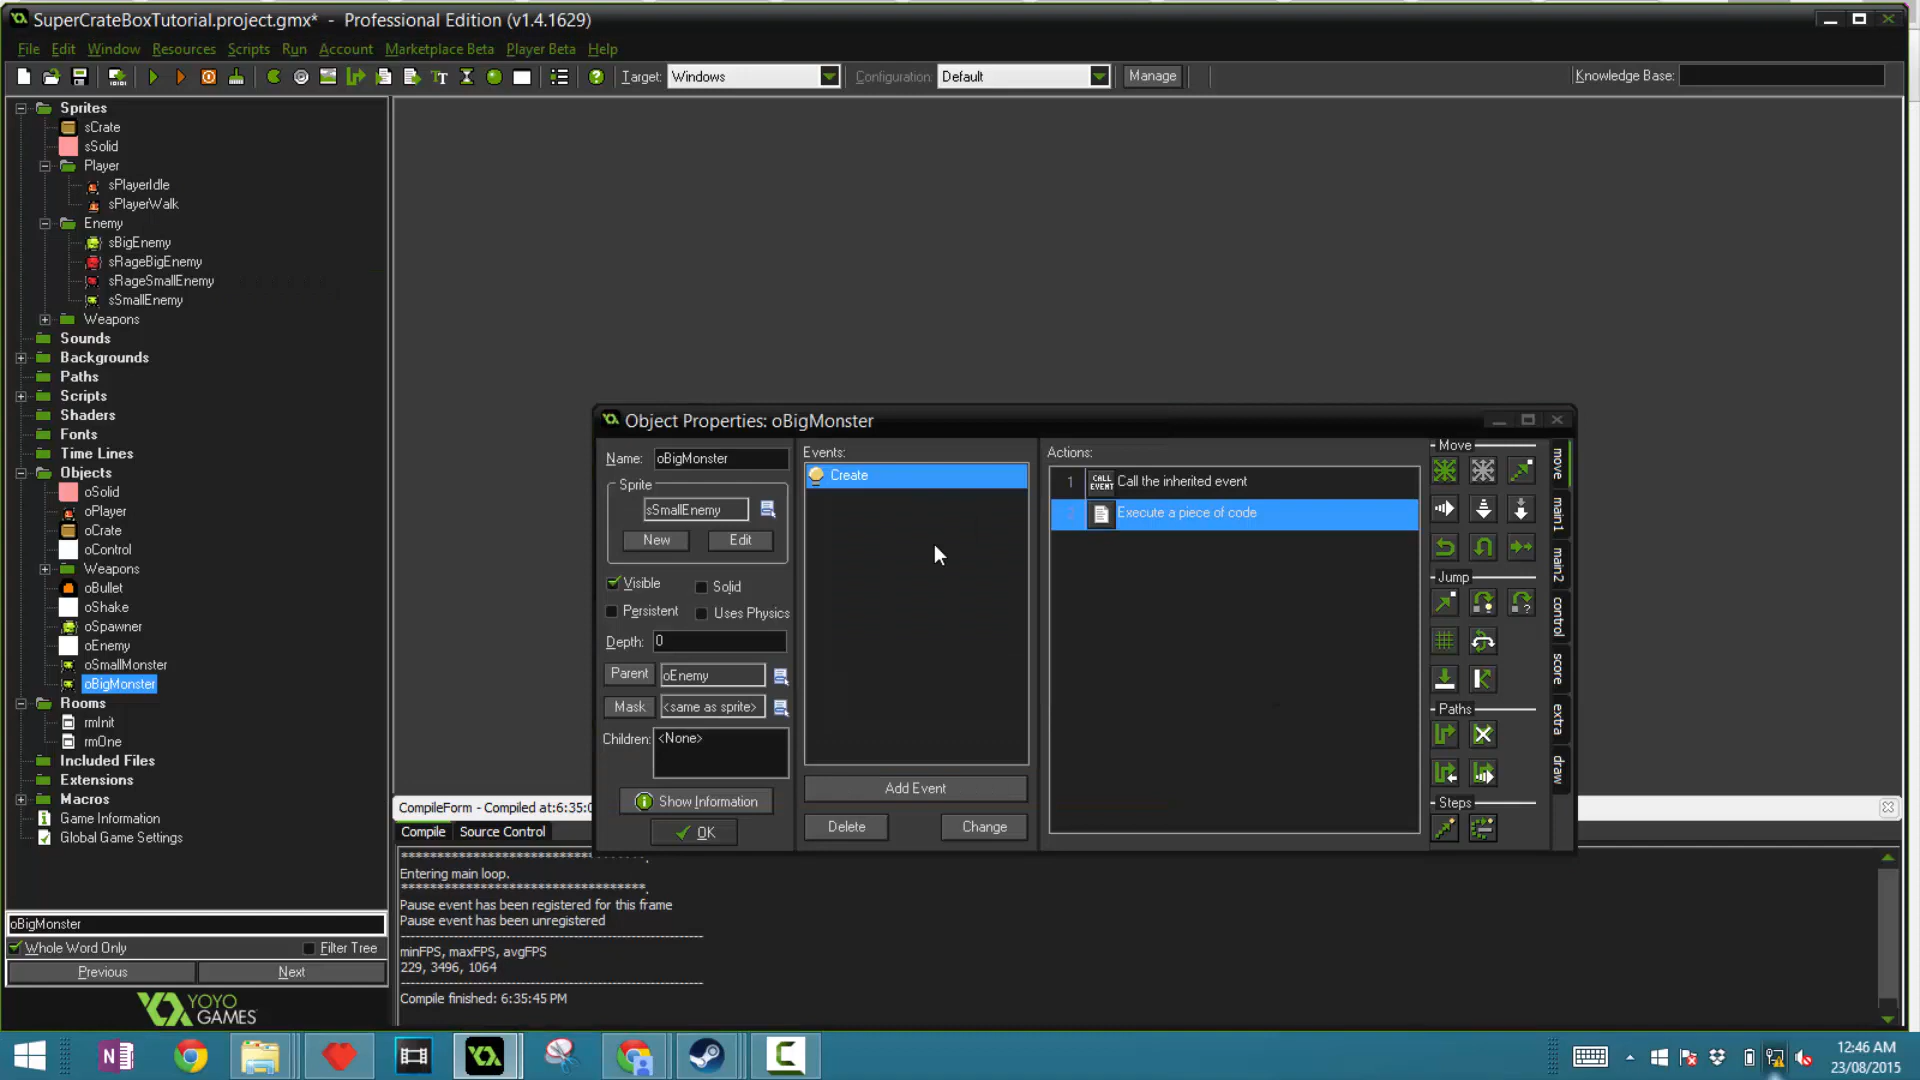 SuperCrateBoxTutorial.project.gmx* - Professional Edition (v1.4.1629)
File Edit Window Resources Scripts Run Account Marketplace Beta Player Beta Help
Target: Windows Configuration: Default Manage Knowledge Base:
Sprites
sCrate
sSolid
Player
sPlayerIdle
sPlayerWalk
Enemy
sBigEnemy
sRageBigEnemy
sRageSmallEnemy
sSmallEnemy
Weapons
Sounds
Backgrounds
Paths
Scripts
Shaders
Fonts
Time Lines
Objects
oSolid
oPlayer
oCrate
oControl
Weapons
oBullet
oShake
oSpawner
oEnemy
oSmallMonster
oBigMonster
Rooms
rmInit
rmOne
Included Files
Extensions
Macros
Game Information
Global Game Settings
oBigMonster
Whole Word Only Filter Tree
Previous Next
YOYO
GAMES
Object Properties: oBigMonster
Name: oBigMonster
Sprite
sSmallEnemy
New Edit
Visible Solid
Persistent Uses Physics
Depth: 0
Parent oEnemy
Mask <same as sprite>
Children: <None>
Show Information
OK
Events:
Create
Add Event
Delete Change
Actions:
1 CALL EVENT Call the inherited event
2 Execute a piece of code
Move
Jump
Paths
Steps
move
main1
main2
control
score
extra
draw
CompileForm - Compiled at:6:35:0
Compile Source Control
***********************************.
Entering main loop.
***********************************.
Pause event has been registered for this frame
Pause event has been unregistered
minFPS, maxFPS, avgFPS
229, 3496, 1064
Compile finished: 6:35:45 PM
12:46 AM
23/08/2015